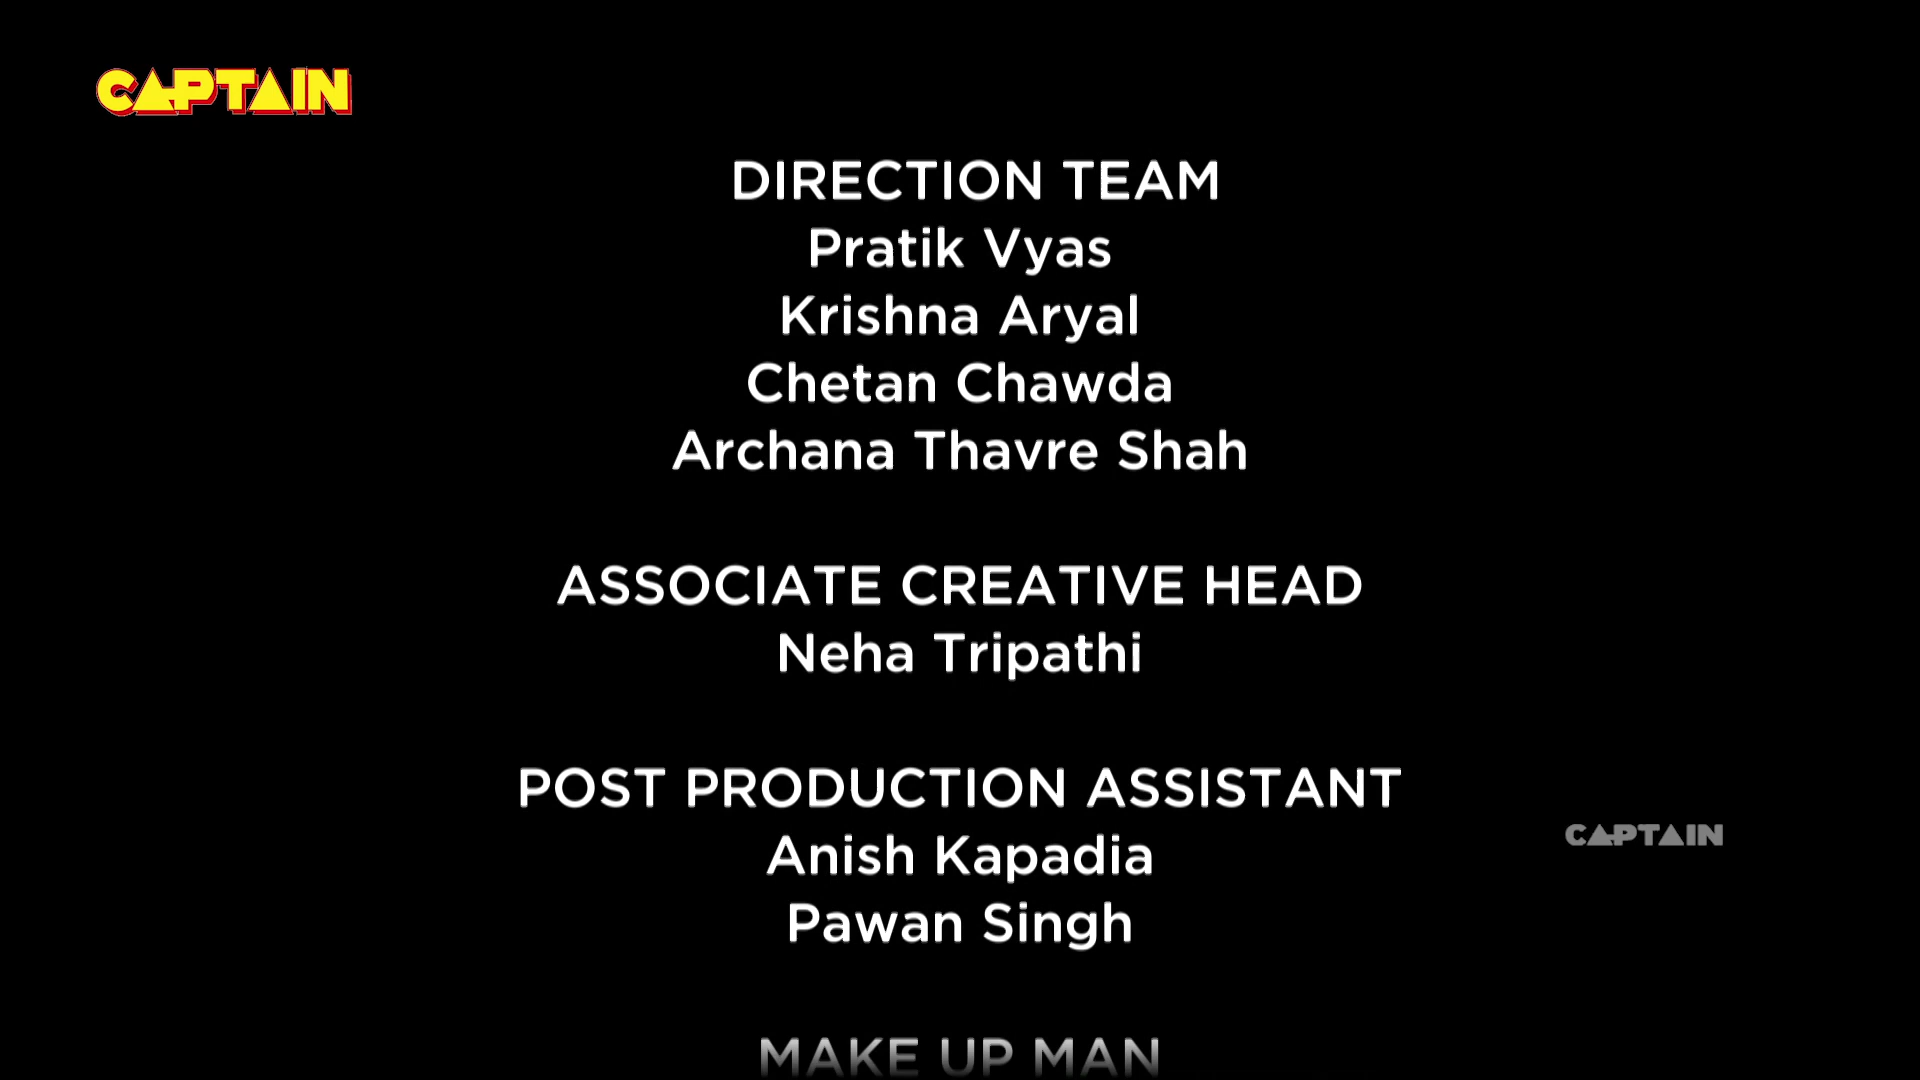 CAPTAIN
DIRECTION TEAM
Pratik Vyas
Krishna Aryal
Chetan Chawda
Archana Thavre Shah
ASSOCIATE CREATIVE HEAD
Neha Tripathi
POST PRODUCTION ASSISTANT
Anish Kapadia
CAPTAIN
Pawan Singh
MAKE UP MAN